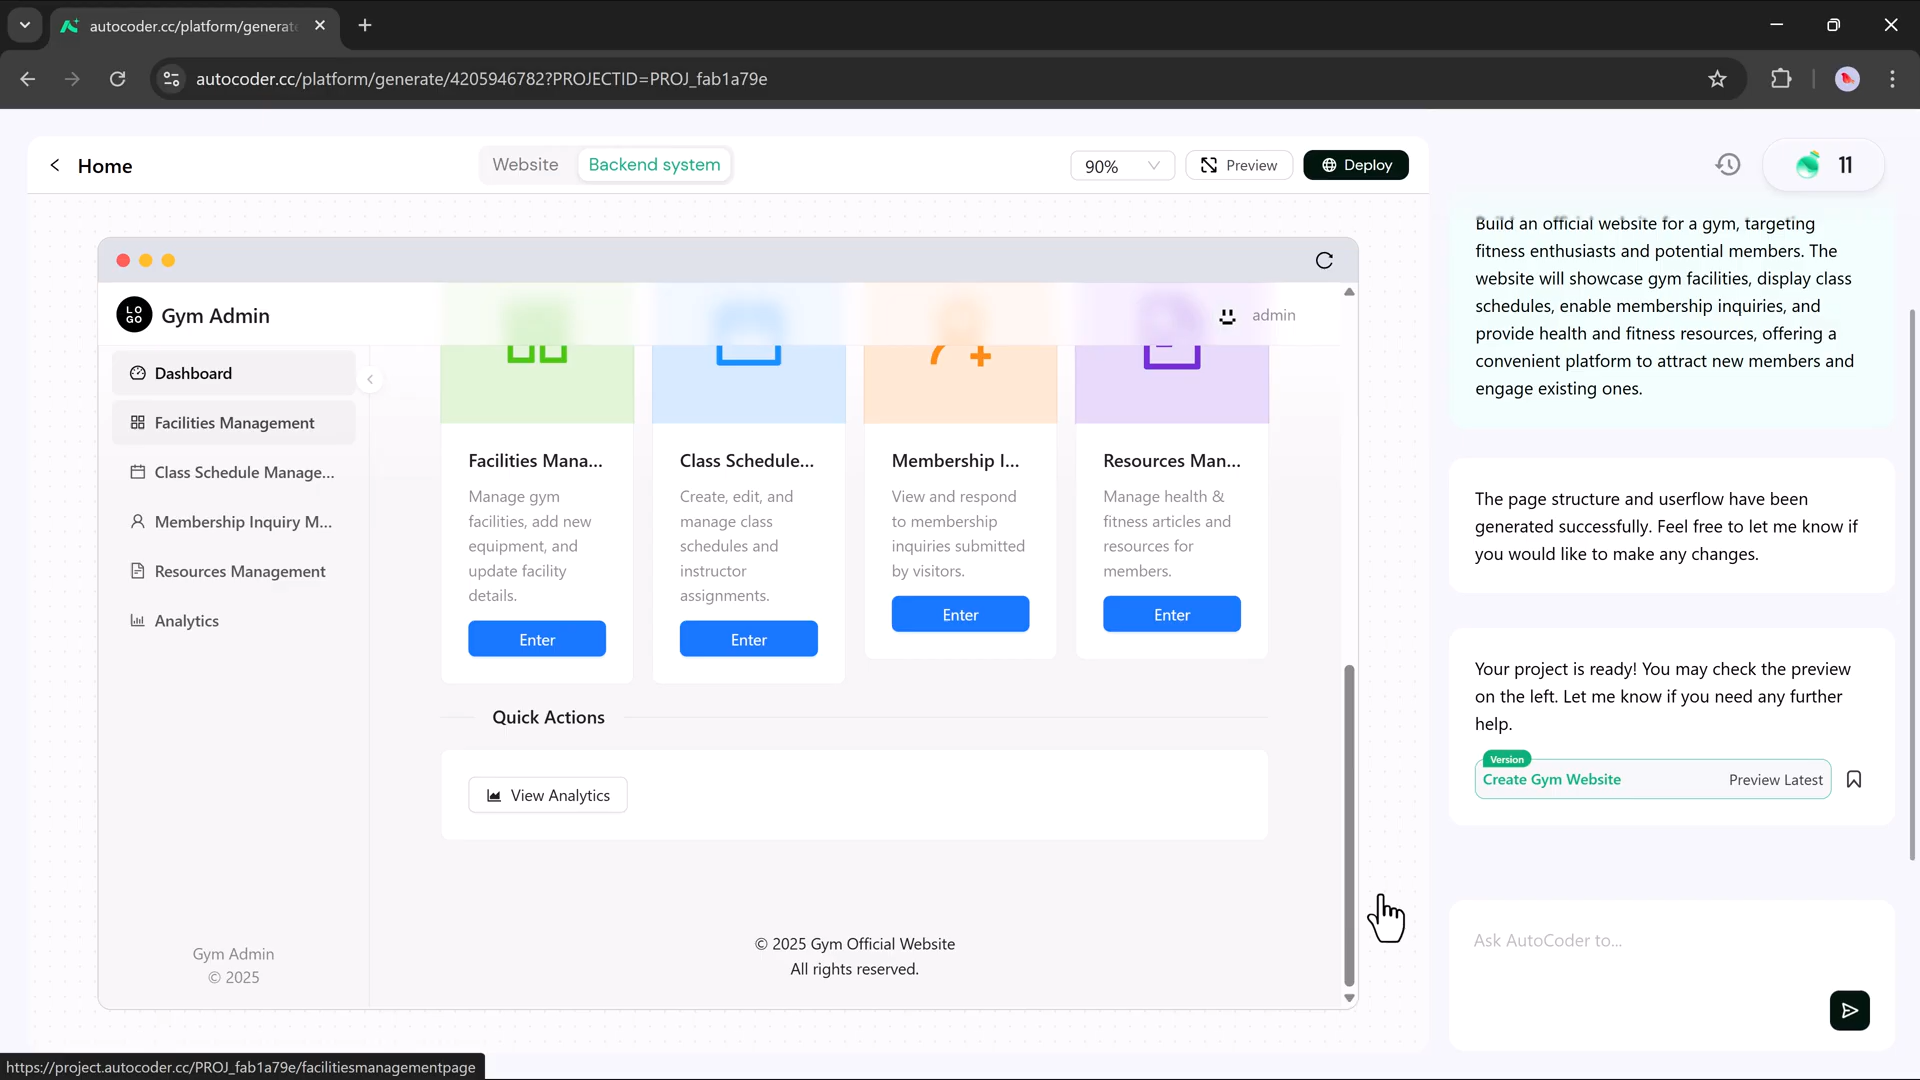 autocoder.cc/platform/generate
autocoder.cc/platform/generate/4205946782?PROJECTID=PROJ_fab1a79e
Home
Website
Backend system
90%
Preview
Deploy
11
LO
GO
Gym Admin
admin
Dashboard
Facilities Management
Class Schedule Manage...
Membership Inquiry M...
Resources Management
Analytics
Gym Admin
© 2025
Facilities Mana...
Manage gym
facilities, add new
equipment, and
update facility
details.
Enter
Class Schedule...
Create, edit, and
manage class
schedules and
instructor
assignments.
Enter
Membership I...
View and respond
to membership
inquiries submitted
by visitors.
Enter
Resources Man...
Manage health &
fitness articles and
resources for
members.
Enter
Quick Actions
View Analytics
© 2025 Gym Official Website
All rights reserved.
Build an official website for a gym, targeting
fitness enthusiasts and potential members. The
website will showcase gym facilities, display class
schedules, enable membership inquiries, and
provide health and fitness resources, offering a
convenient platform to attract new members and
engage existing ones.
The page structure and userflow have been
generated successfully. Feel free to let me know if
you would like to make any changes.
Your project is ready! You may check the preview
on the left. Let me know if you need any further
help.
Version
Create Gym Website
Preview Latest
Ask AutoCoder to...
https://project.autocoder.cc/PROJ_fab1a79e/facilitiesmanagementpage